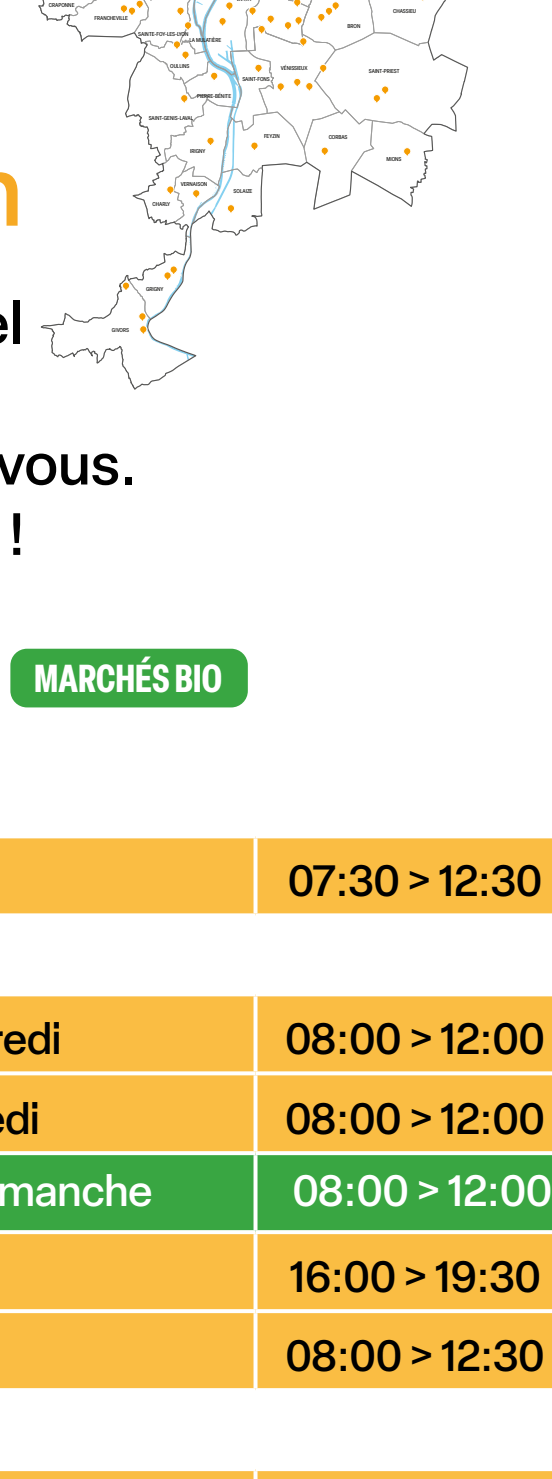 CRAPONNE
CHASSIEU
FRANCHEVILLE
BRON
SAINTE-FOY-LES-LYON
LA MULATIÈRE
OULLINS
SAINT-FONS
VÉNISSIEUX
SAINT-PRIEST
PIERRE-BÉNITE
SAINT-GENIS-LAVAL
IRIGNY
FEYZIN
CORBAS
MIONS
VERNAISON
CHARLY
SOLAIZE
GRIGNY
GIVORS
n
el
vous.
!
MARCHÉS BIO
07:30 > 12:30
redi 08:00 > 12:00
edi 08:00 > 12:00
manche 08:00 > 12:00
16:00 > 19:30
08:00 > 12:30